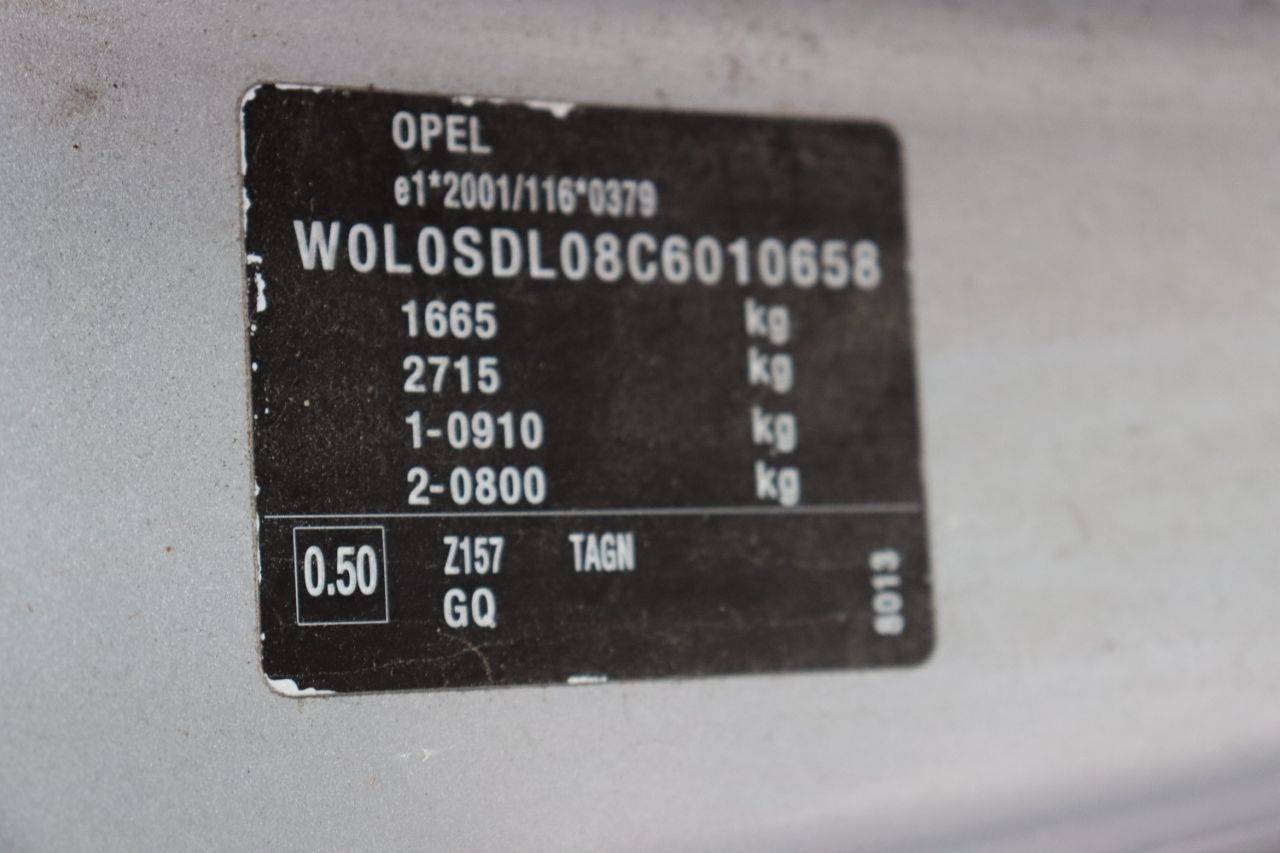 OPEL
e1*2001/116*0379
W0L0SDL08C6010658
1665 kg
2715 kg
1-0910 kg
2-0800 kg
0.50 Z157 TAGN
GQ
8013